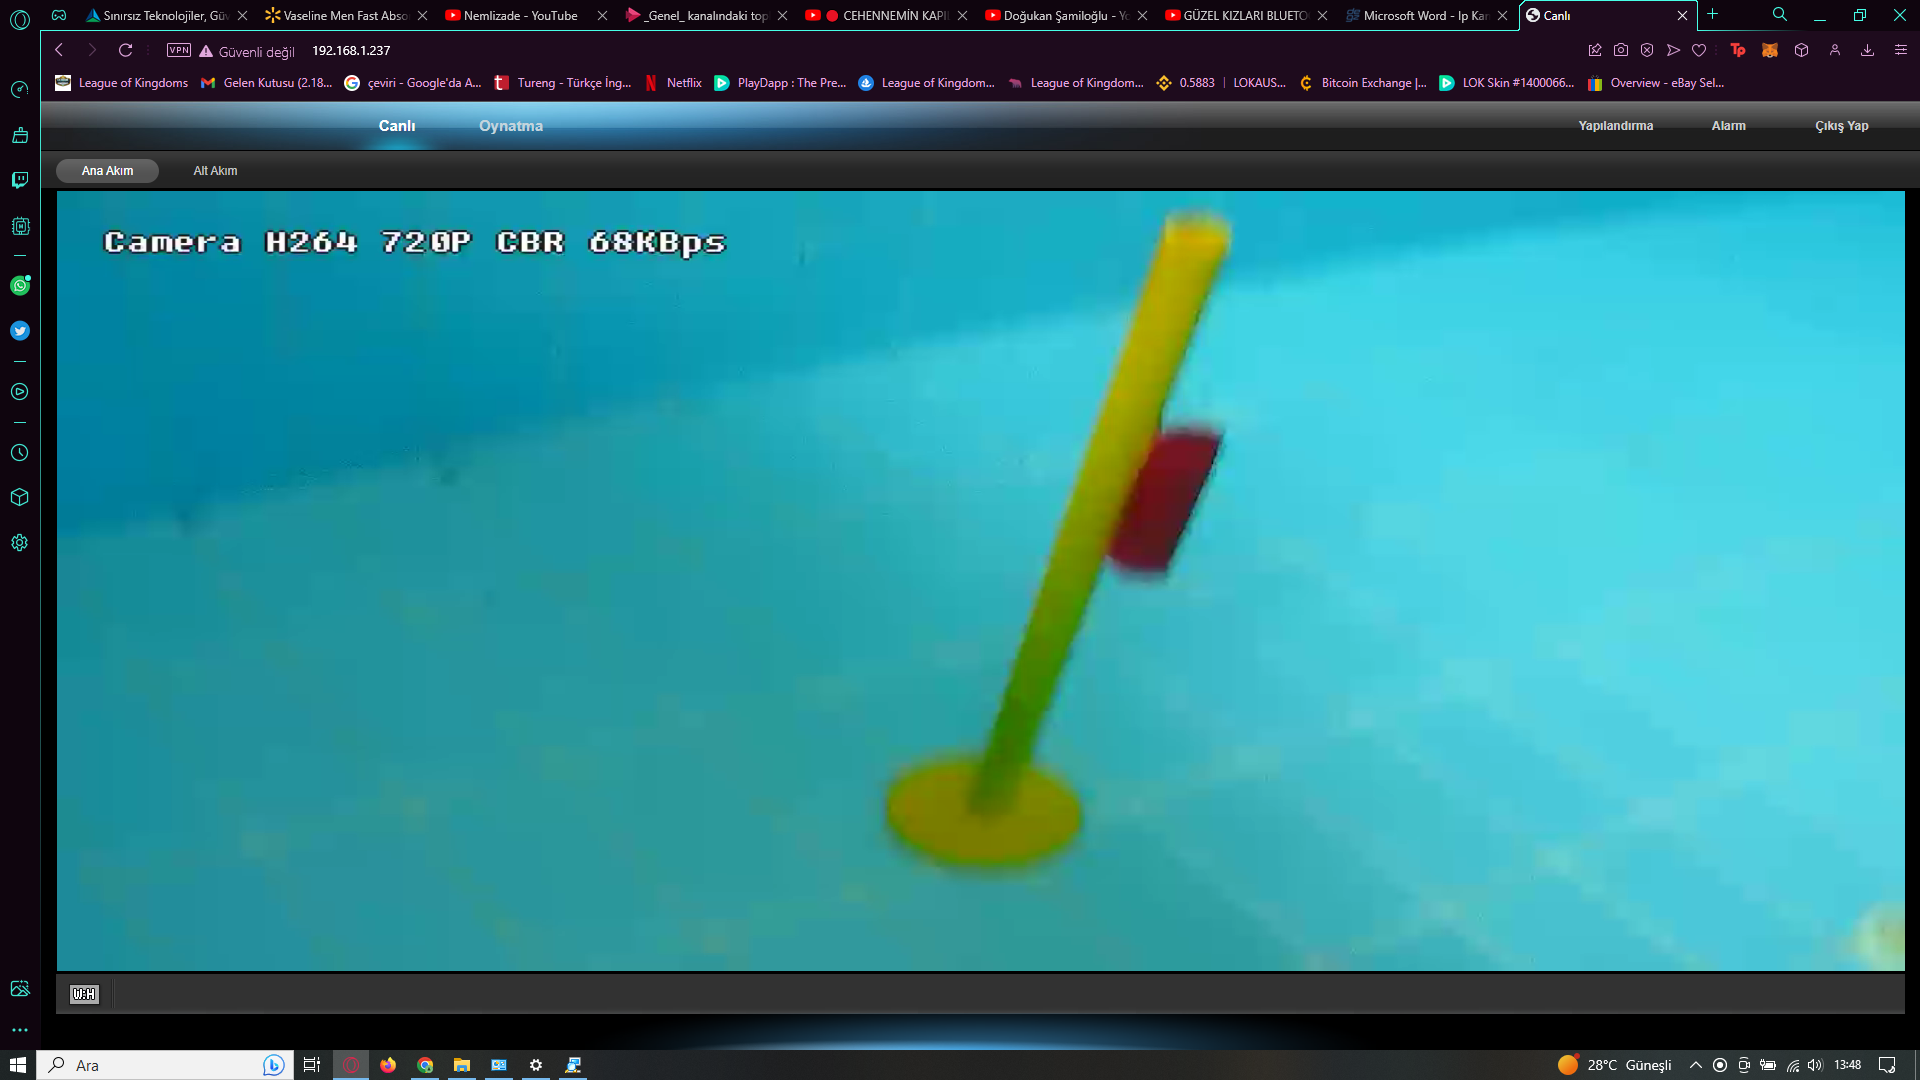 Sınırsız Teknolojiler, Güv
Vaseline Men Fast Abso
Nemlizade - YouTube
_Genel_ kanalındaki top
CEHENNEMİN KAPI
Doğukan Şamiloğlu - Yo
GÜZEL KIZLARI BLUETO
Microsoft Word - Ip Kar
Canlı
VPN
Güvenli değil
192.168.1.237
Tp
League of Kingdoms
Gelen Kutusu (2.18...
çeviri - Google'da A...
Tureng - Türkçe İng...
Netflix
PlayDapp : The Pre...
League of Kingdom...
League of Kingdom...
0.5883 | LOKAUS...
Bitcoin Exchange |...
LOK Skin #1400066...
Overview - eBay Sel...
Canlı
Oynatma
Yapılandırma
Alarm
Çıkış Yap
Ana Akım
Alt Akım
Camera H264 720P CBR 68KBps
W:H
Ara
28°C Güneşli
13:48